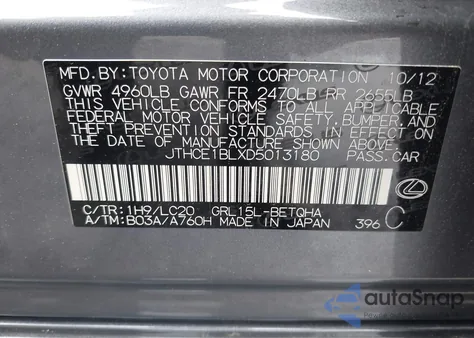 MFD.BY: TOYOTA MOTOR CORPORATION 10/12
GVWR 4960LB GAWR FR 2470LB RR 2655LB
THIS VEHICLE CONFORMS TO ALL APPLICABLE
FEDERAL MOTOR VEHICLE SAFETY, BUMPER, AND
THEFT PREVENTION STANDARDS IN EFFECT ON
THE DATE OF MANUFACTURE SHOWN ABOVE.
JTHCE1BLXD5013180 PASS.CAR
C/TR: 1H9/LC20 GRL15L-BETQHA
A/TM: B03A/A760H MADE IN JAPAN 396 C
autoSnap